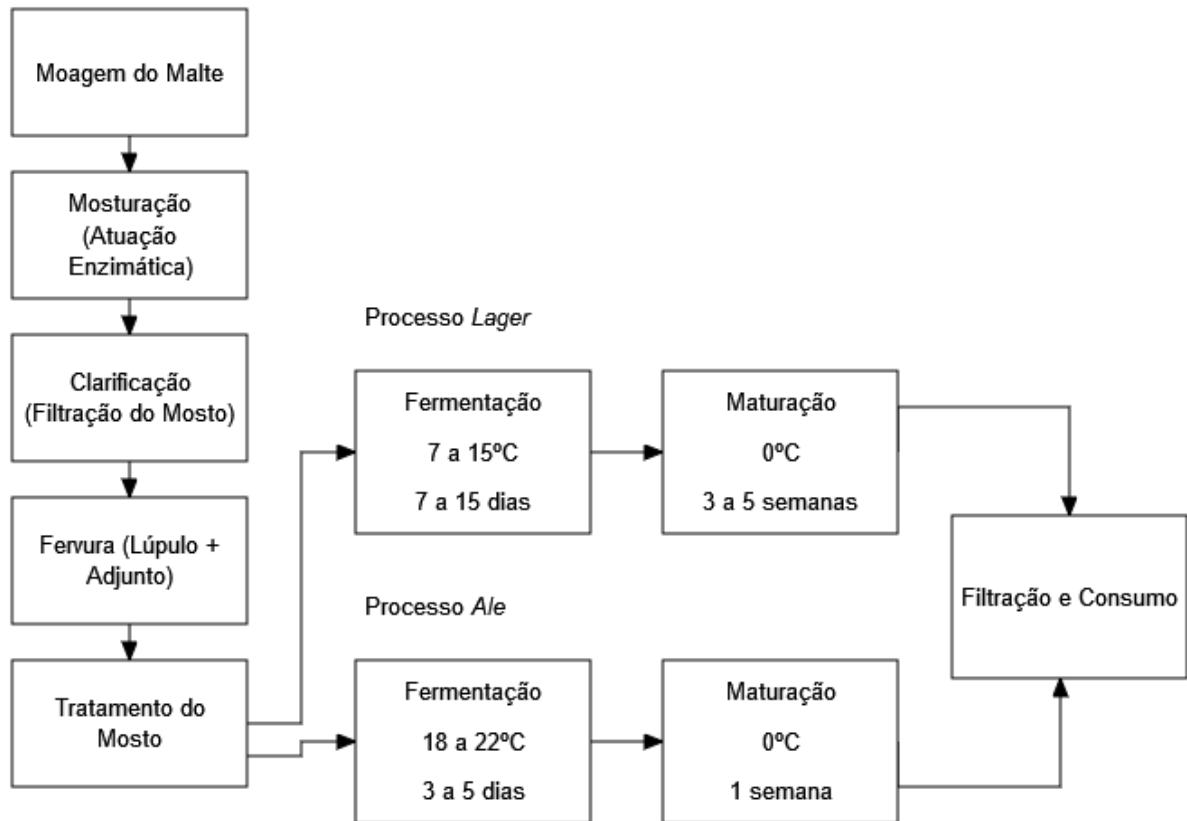 Moagem do Malte
Mosturação
(Atuação
Enzimática)
Clarificação
(Filtração do Mosto)
Fervura (Lúpulo +
Adjunto)
Tratamento do
Mosto
Processo Lager
Fermentação
7 a 15ºC
7 a 15 dias
Maturação
0ºC
3 a 5 semanas
Processo Ale
Fermentação
18 a 22ºC
3 a 5 dias
Maturação
0ºC
1 semana
Filtração e Consumo